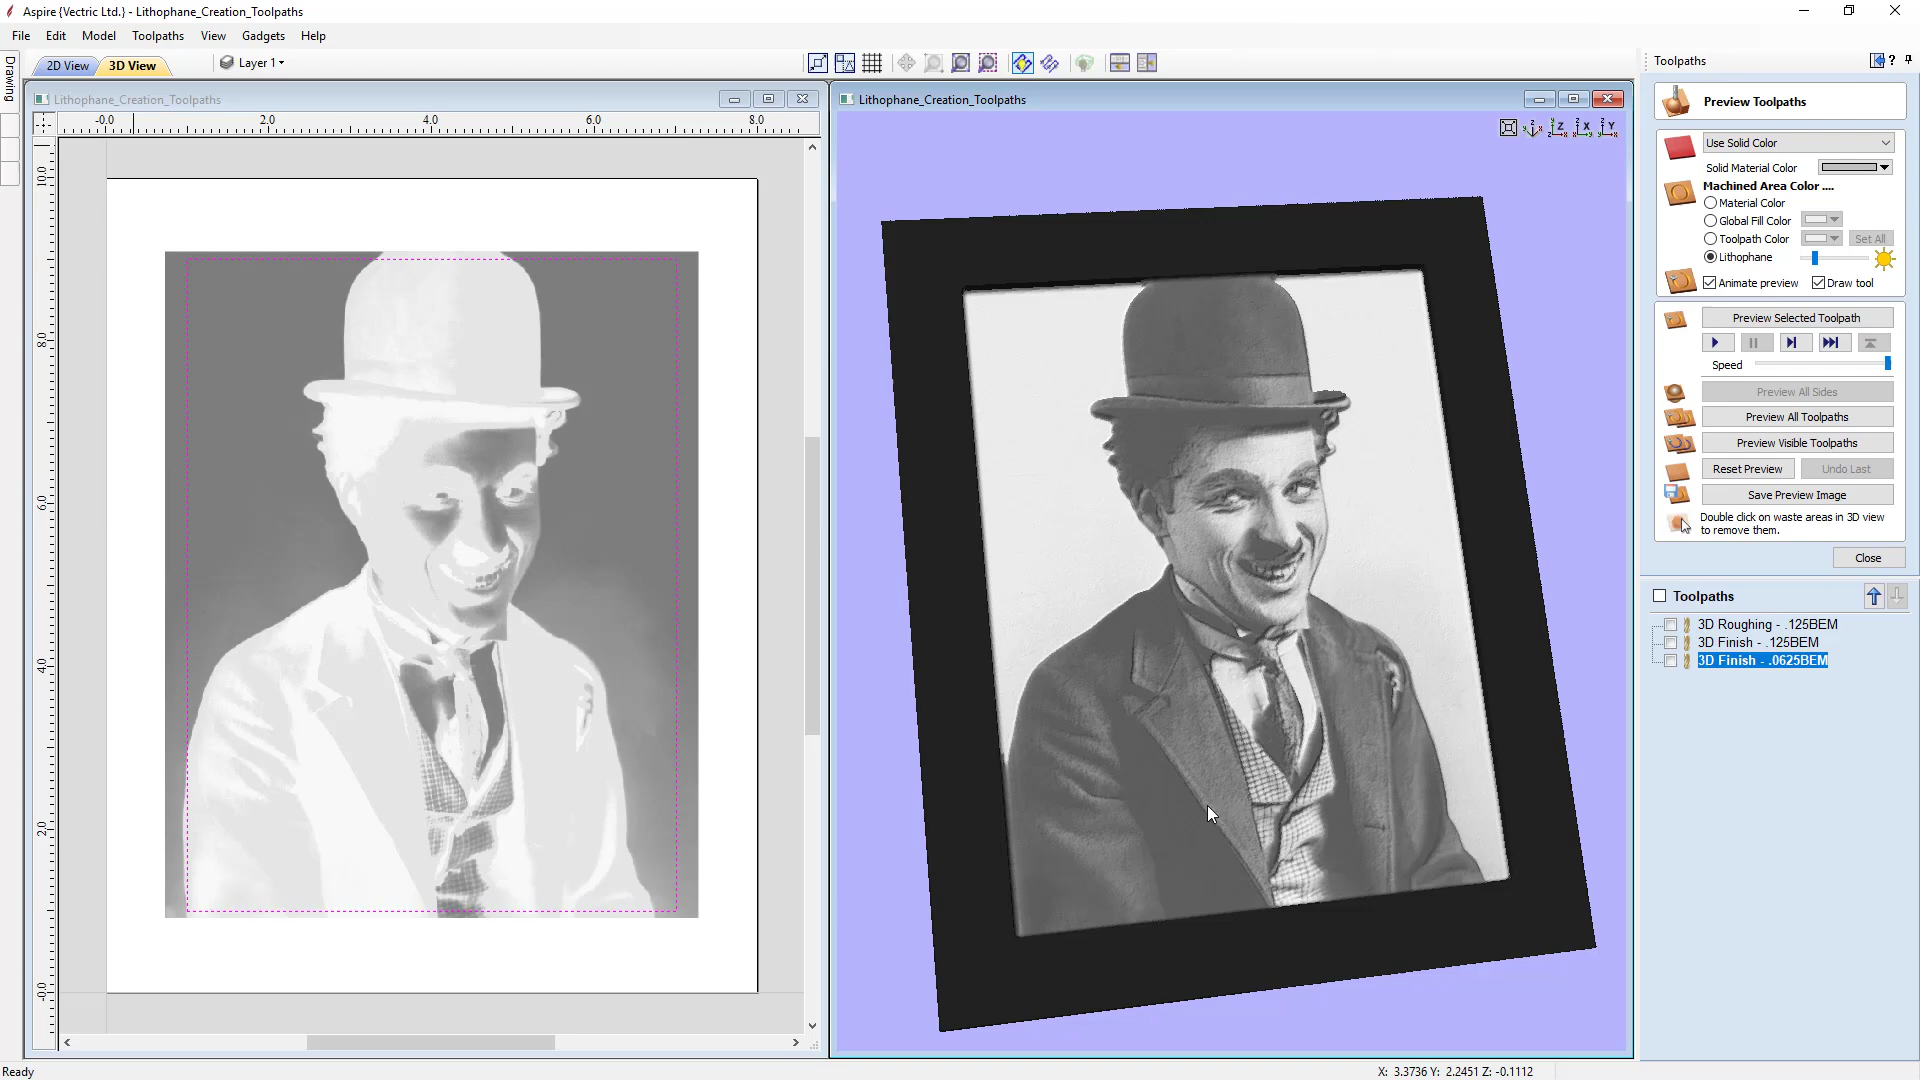 Aspire {Vectric Ltd.} - Lithophane_Creation_Toolpaths
File Edit Model Toolpaths View Gadgets Help
Drawing
2D View 3D View Layer 1
Lithophane_Creation_Toolpaths
-0.0 2.0 4.0 6.0 8.0
10.0
8.0
6.0
4.0
2.0
-0.0
Lithophane_Creation_Toolpaths
Z X Y
Toolpaths
Preview Toolpaths
Use Solid Color
Solid Material Color
Machined Area Color ....
Material Color
Global Fill Color
Toolpath Color Set All
Lithophane
Animate preview Draw tool
Preview Selected Toolpath
Speed
Preview All Sides
Preview All Toolpaths
Preview Visible Toolpaths
Reset Preview Undo Last
Save Preview Image
Double click on waste areas in 3D view
to remove them.
Close
Toolpaths
3D Roughing - .125BEM
3D Finish - .125BEM
3D Finish - .0625BEM
Ready
X: 3.3736 Y: 2.2451 Z: -0.1112